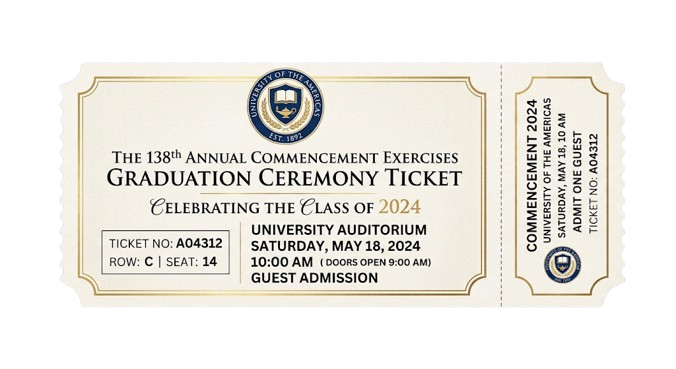 UNIVERSITY OF THE AMERICAS
EST. 1892
THE 138th ANNUAL COMMENCEMENT EXERCISES
GRADUATION CEREMONY TICKET
CELEBRATING THE CLASS OF 2024
TICKET NO: A04312
ROW: C | SEAT: 14
UNIVERSITY AUDITORIUM
SATURDAY, MAY 18, 2024
10:00 AM ( DOORS OPEN 9:00 AM)
GUEST ADMISSION
COMMENCEMENT 2024
UNIVERSITY OF THE AMERICAS
SATURDAY, MAY 18, 10 AM
ADMIT ONE GUEST
TICKET NO: A04312